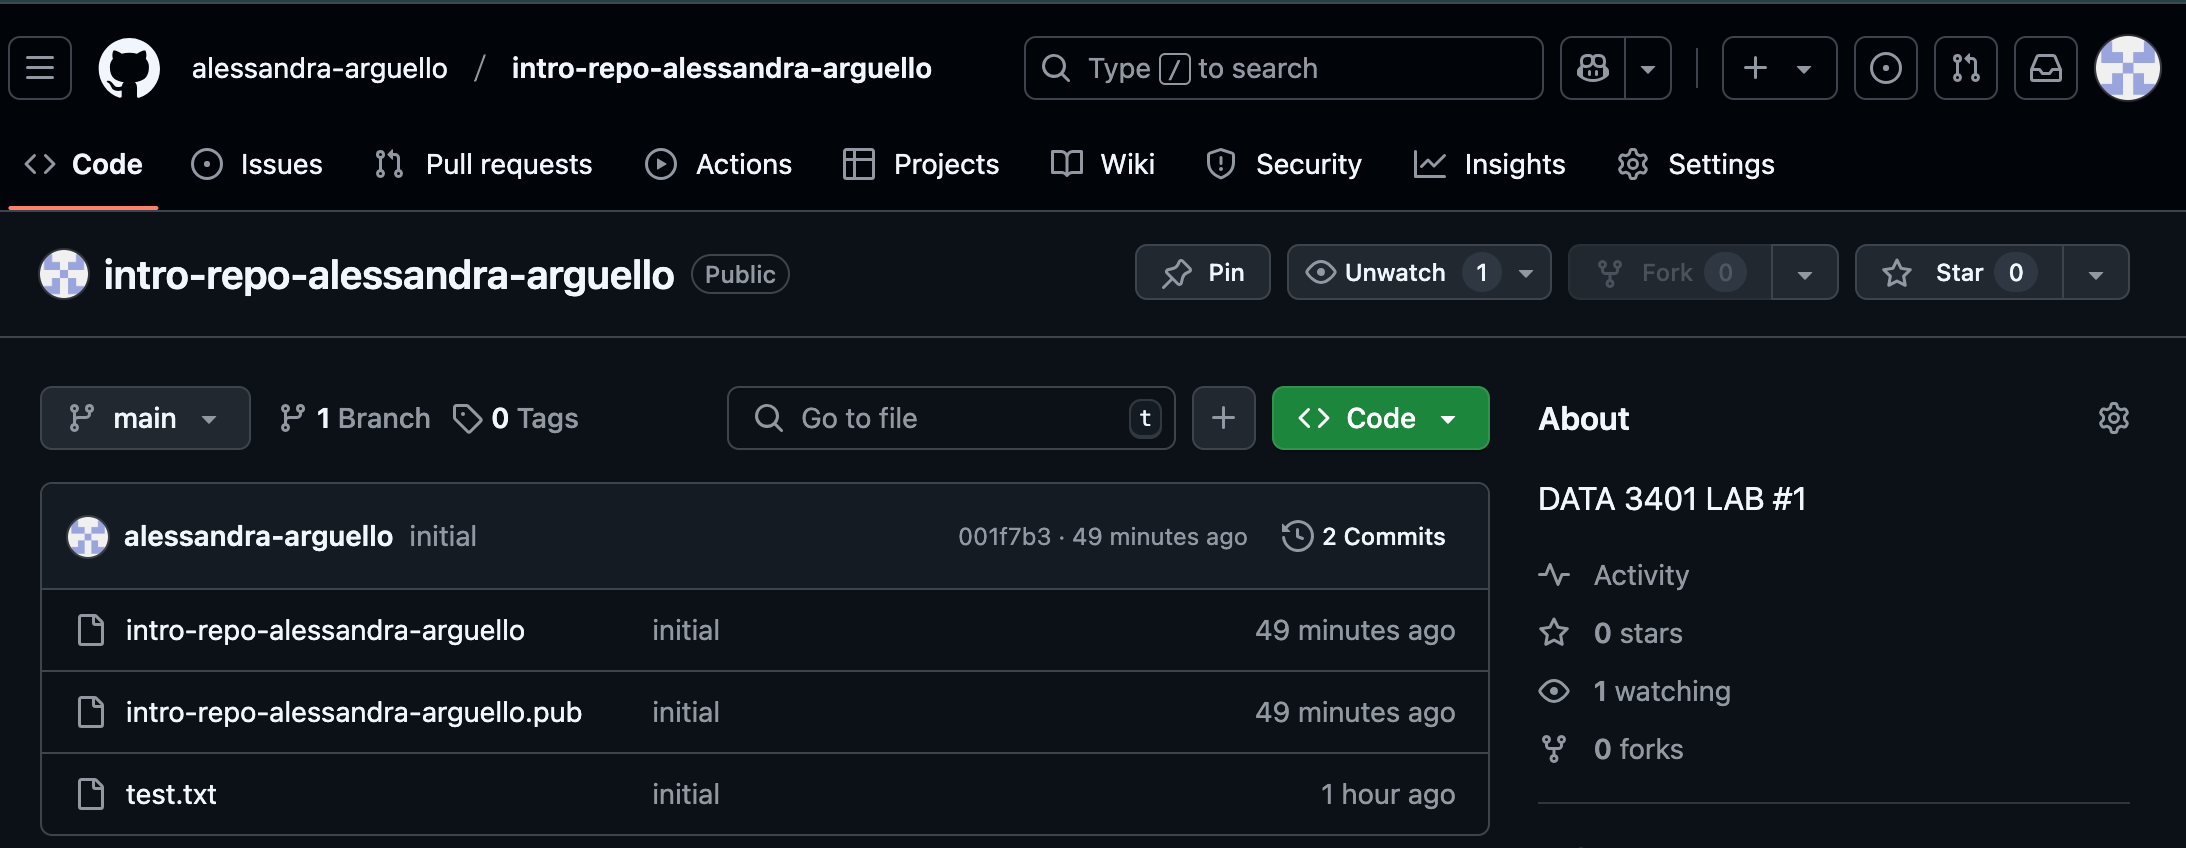 alessandra-arguello / intro-repo-alessandra-arguello Type / to search
Code Issues Pull requests Actions Projects Wiki Security Insights Settings
intro-repo-alessandra-arguello Public Pin Unwatch 1 Fork 0 Star 0
main 1 Branch 0 Tags Go to file t Code
About
DATA 3401 LAB #1
alessandra-arguello initial 001f7b3 · 49 minutes ago 2 Commits
intro-repo-alessandra-arguello initial 49 minutes ago
intro-repo-alessandra-arguello.pub initial 49 minutes ago
test.txt initial 1 hour ago
Activity
0 stars
1 watching
0 forks